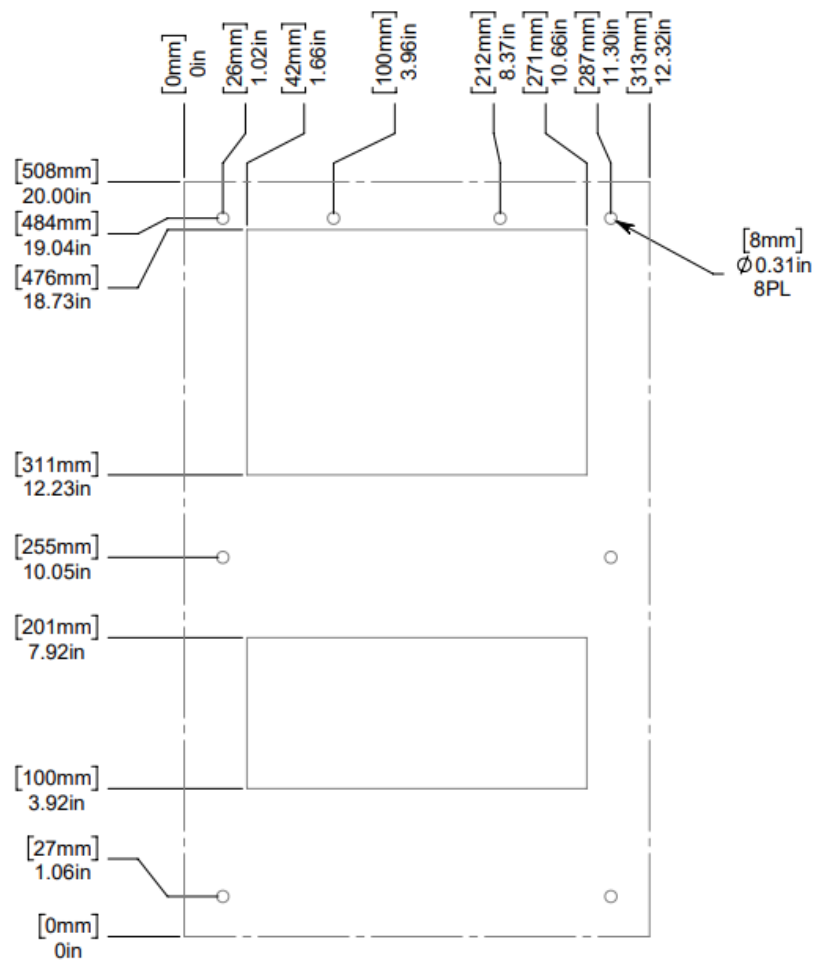 [0mm]
0in
[26mm]
1.02in
[42mm]
1.66in
[100mm]
3.96in
[212mm]
8.37in
[271mm]
10.66in
[287mm]
11.30in
[313mm]
12.32in
[508mm]
20.00in
[484mm]
19.04in
[476mm]
18.73in
[8mm]
∅0.31in
8PL
[311mm]
12.23in
[255mm]
10.05in
[201mm]
7.92in
[100mm]
3.92in
[27mm]
1.06in
[0mm]
0in